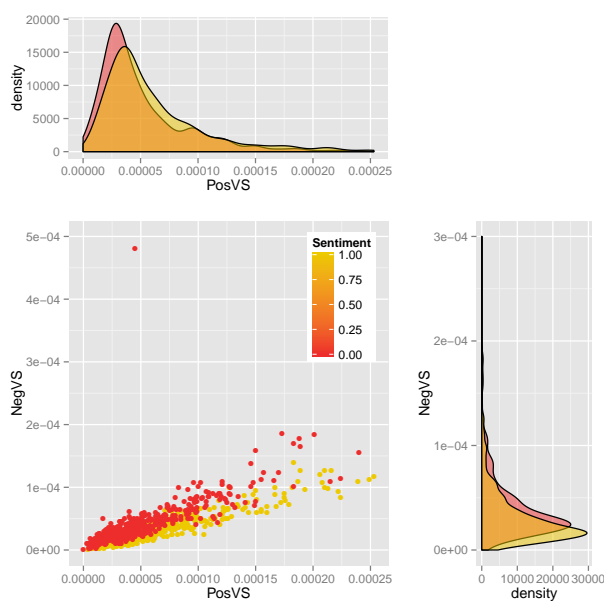 20000
15000
10000
5000
0
density
0.00000 0.00005 0.00010 0.00015 0.00020 0.00025
PosVS
5e−04
4e−04
3e−04
2e−04
1e−04
0e+00
NegVS
Sentiment
1.00
0.75
0.50
0.25
0.00
0.00000 0.00005 0.00010 0.00015 0.00020 0.00025
PosVS
3e−04
2e−04
1e−04
0e+00
NegVS
0 10000 20000 30000
density